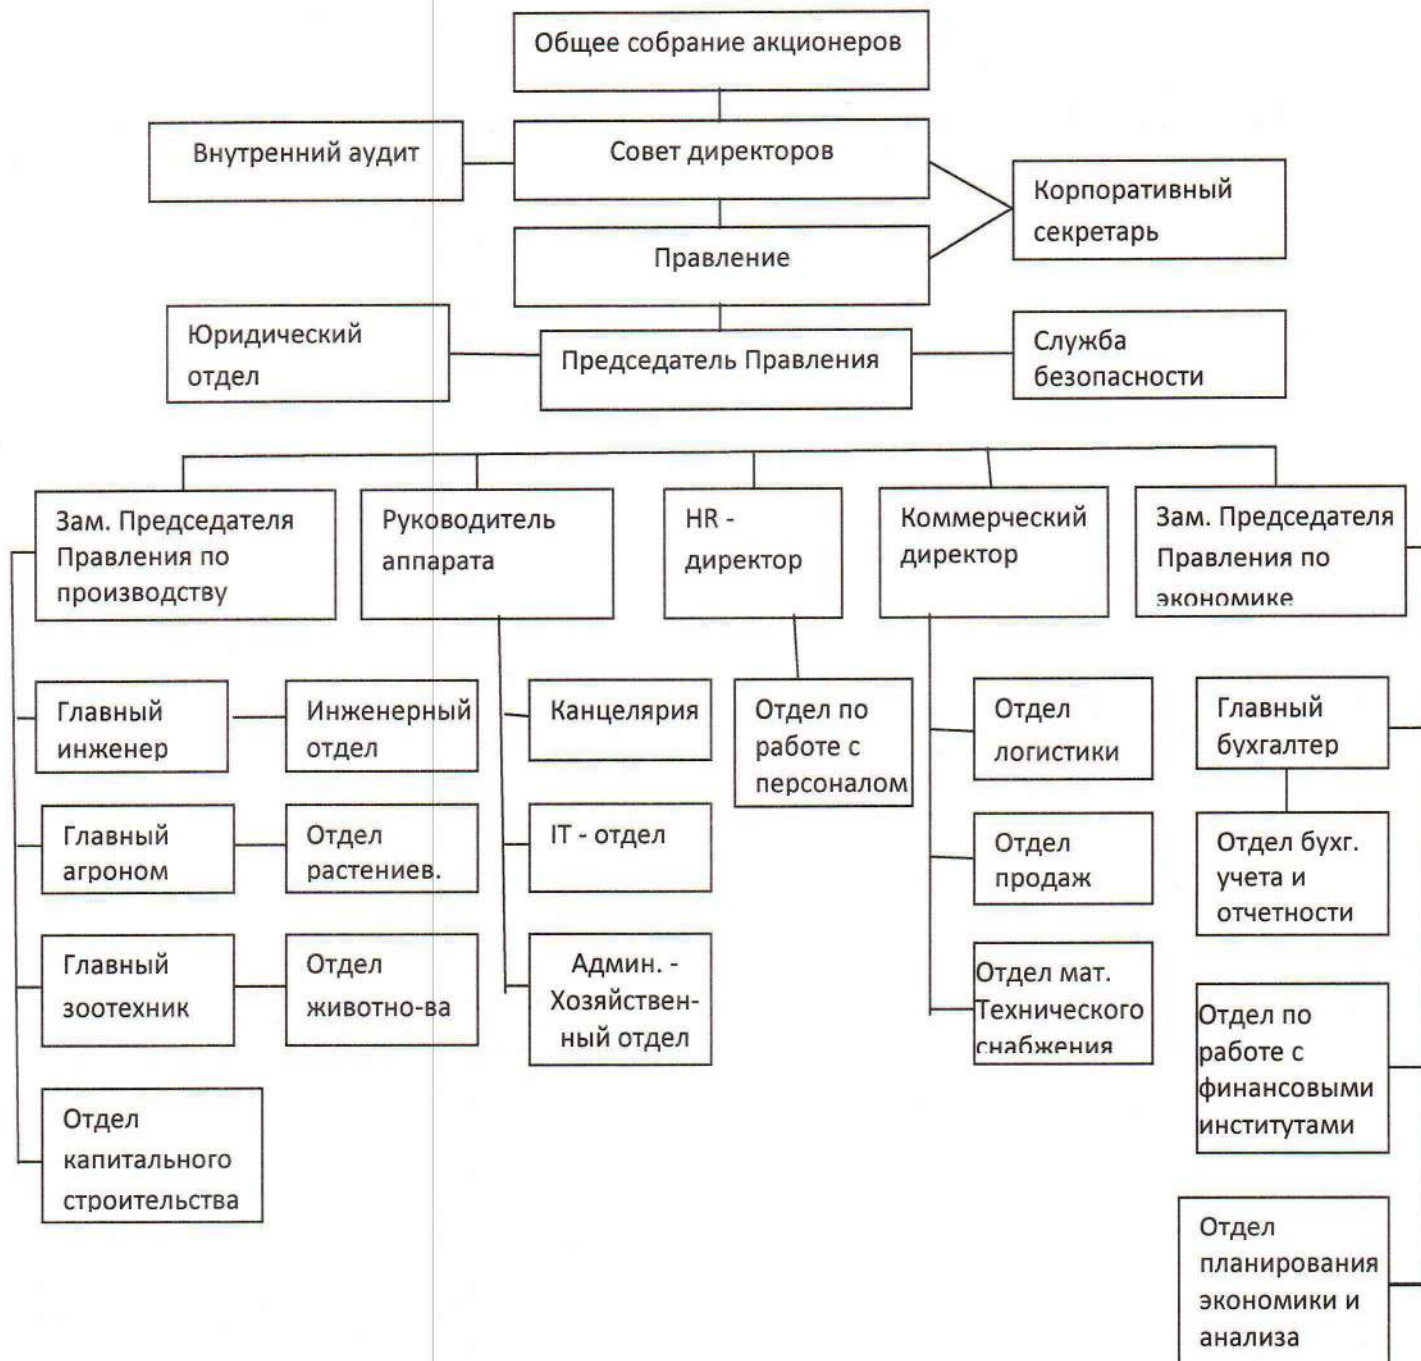 Общее собрание акционеров
Внутренний аудит
Совет директоров
Корпоративный
секретарь
Правление
Юридический
отдел
Председатель Правления
Служба
безопасности
Зам. Председателя
Правления по
производству
Руководитель
аппарата
HR -
директор
Коммерческий
директор
Зам. Председателя
Правления по
экономике
Главный
инженер
Инженерный
отдел
Канцелярия
Отдел по
работе с
персоналом
Отдел
логистики
Главный
бухгалтер
Главный
агроном
Отдел
растениев.
IT - отдел
Отдел
продаж
Отдел бухг.
учета и
отчетности
Главный
зоотехник
Отдел
животно-ва
Админ. -
Хозяйствен-
ный отдел
Отдел мат.
Технического
снабжения
Отдел по
работе с
финансовыми
институтами
Отдел
капитального
строительства
Отдел
планирования
экономики и
анализа